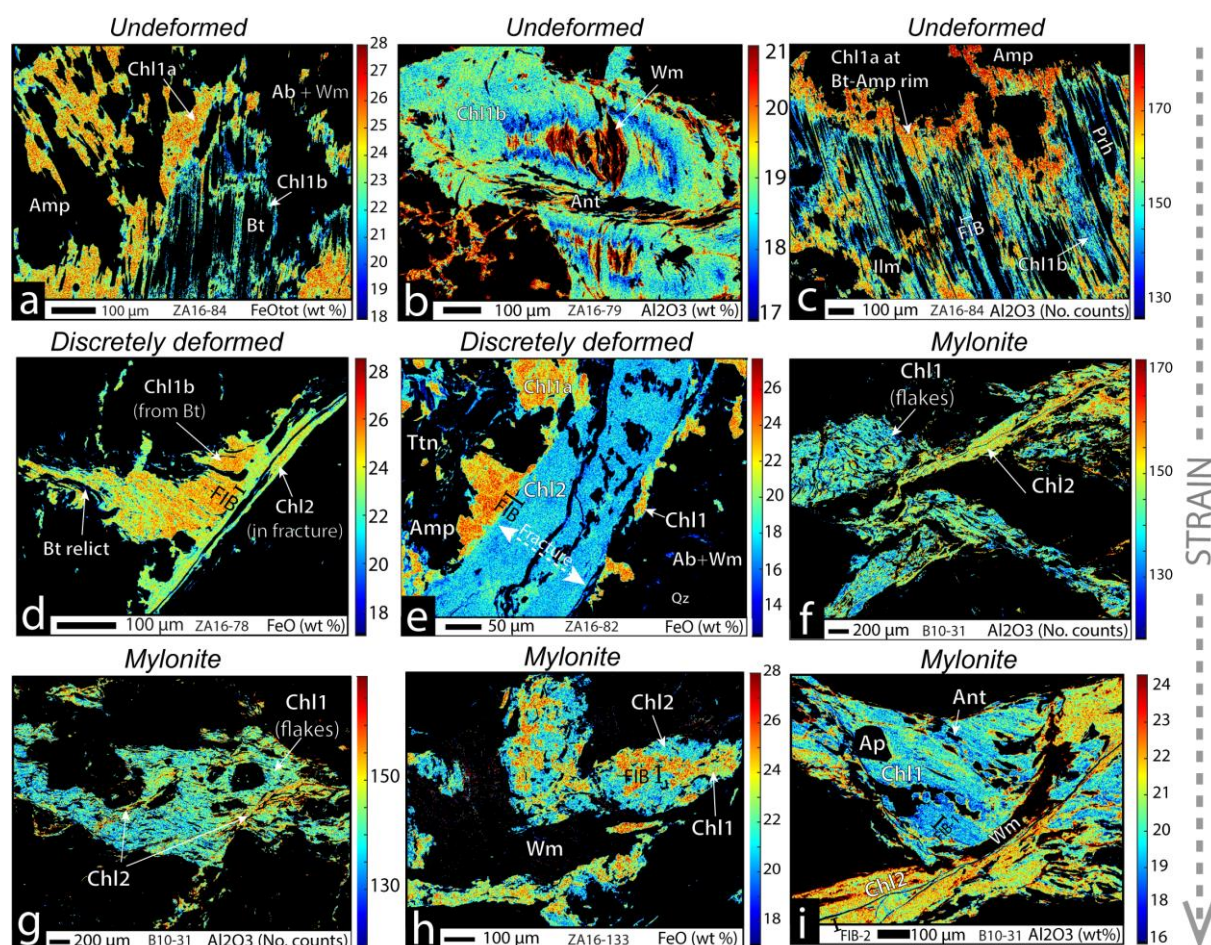 Undeformed
Chl1a
Ab + Wm
Amp
Chl1b
Bt
a
100 µm ZA16-84 FeOtot (wt %)
28
27
26
25
24
23
22
21
20
19
18
Undeformed
Wm
Chl1b
Ant
b
100 µm ZA16-79 Al2O3 (wt %)
21
20
19
18
17
Undeformed
Chl1a at
Bt-Amp rim
Amp
Prh
FIB
Ilm
Chl1b
c
100 µm ZA16-84 Al2O3 (No. counts)
170
150
130
Discretely deformed
Chl1b
(from Bt)
FIB
Chl2
(in fracture)
Bt relict
d
100 µm ZA16-78 FeO (wt %)
28
26
24
22
20
18
Discretely deformed
Chl1a
Ttn
Chl2
FIB
Amp
Fracture
Chl1
Ab+Wm
Qz
e
50 µm ZA16-82 FeO (wt %)
26
24
22
20
18
16
14
Mylonite
Chl1
(flakes)
Chl2
f
200 µm B10-31 Al2O3 (No. counts)
170
150
130
Mylonite
Chl1
(flakes)
Chl2
g
200 µm B10-31 Al2O3 (No. counts)
150
130
Mylonite
Chl2
FIB
Chl1
Wm
h
100 µm ZA16-133 FeO (wt %)
28
26
24
22
20
18
Mylonite
Ant
Ap
Chl1
FIB
Wm
Chl2
i
FIB-2 100 µm B10-31 Al2O3 (wt%)
24
23
22
21
20
19
18
16
16
STRAIN